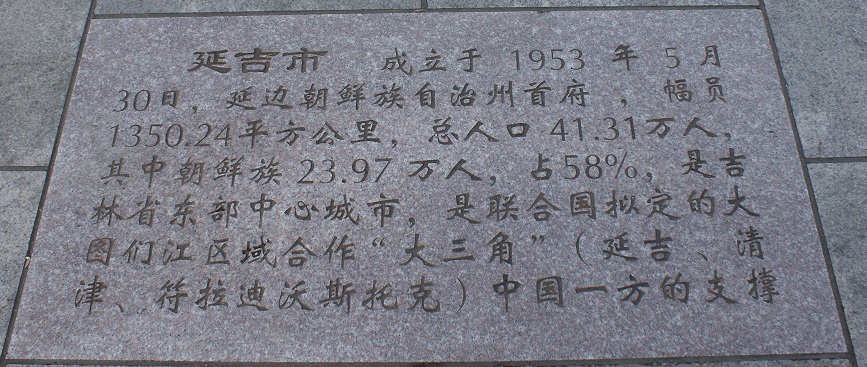 延吉市 成立于 1953 年 5 月
30日，延边朝鲜族自治州首府 ，幅员
1350.24平方公里，总人口 41.31万人，
其中朝鲜族 23.97 万人，占58%，是吉
林省东部中心城市，是联合国拟定的大
图们江区域合作“大三角”（延吉、清
津、符拉迪沃斯托克）中国一方的支撑